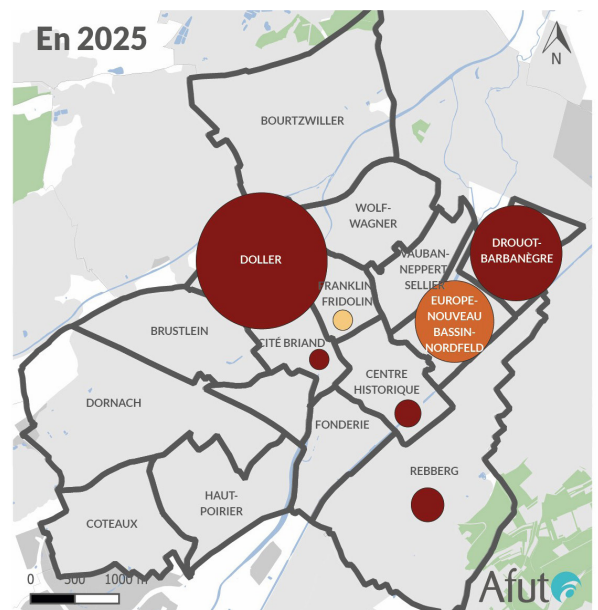 En 2025
N
BOURTZWILLER
WOLF-
WAGNER
DROUOT-
BARBANÈGRE
DOLLER
VAUBAN-
NEPPERT
SELLIER
FRANKLIN
FRIDOLIN
EUROPE-
NOUVEAU
BASSIN-
NORDFELD
BRUSTLEIN
CITÉ BRIAND
CENTRE
HISTORIQUE
DORNACH
FONDERIE
REBBERG
HAUT-
POIRIER
COTEAUX
0 500 1000 m
Afut